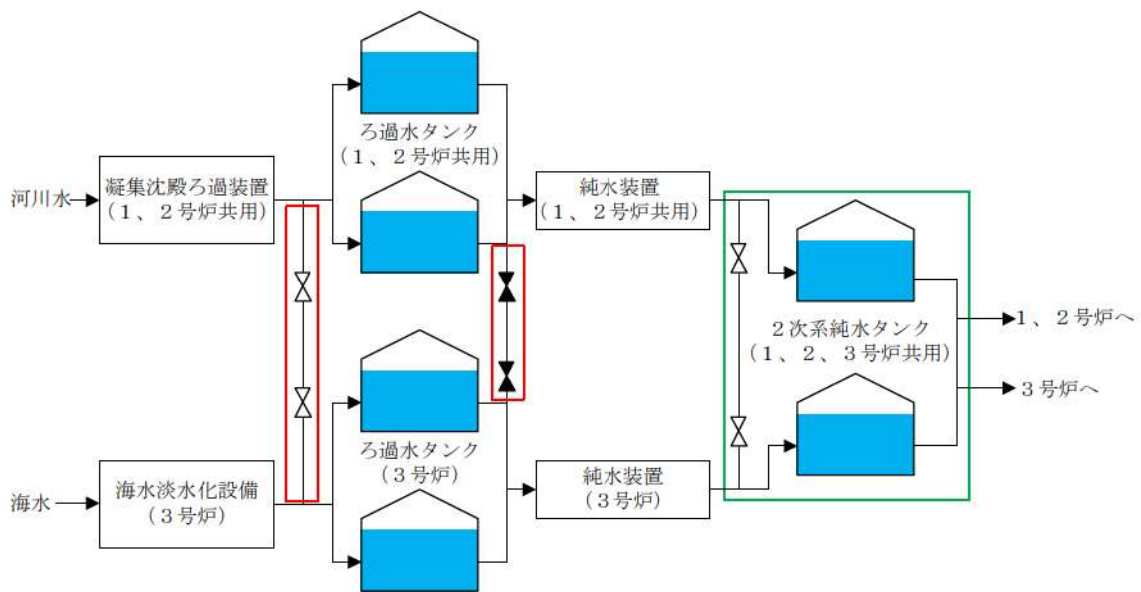 ろ過水タンク
(1、2号炉共用)
河川水
凝集沈殿ろ過装置
(1、2号炉共用)
純水装置
(1、2号炉共用)
2次系純水タンク
(1、2、3号炉共用)
1、2号炉へ
3号炉へ
ろ過水タンク
(3号炉)
海水
海水淡水化設備
(3号炉)
純水装置
(3号炉)